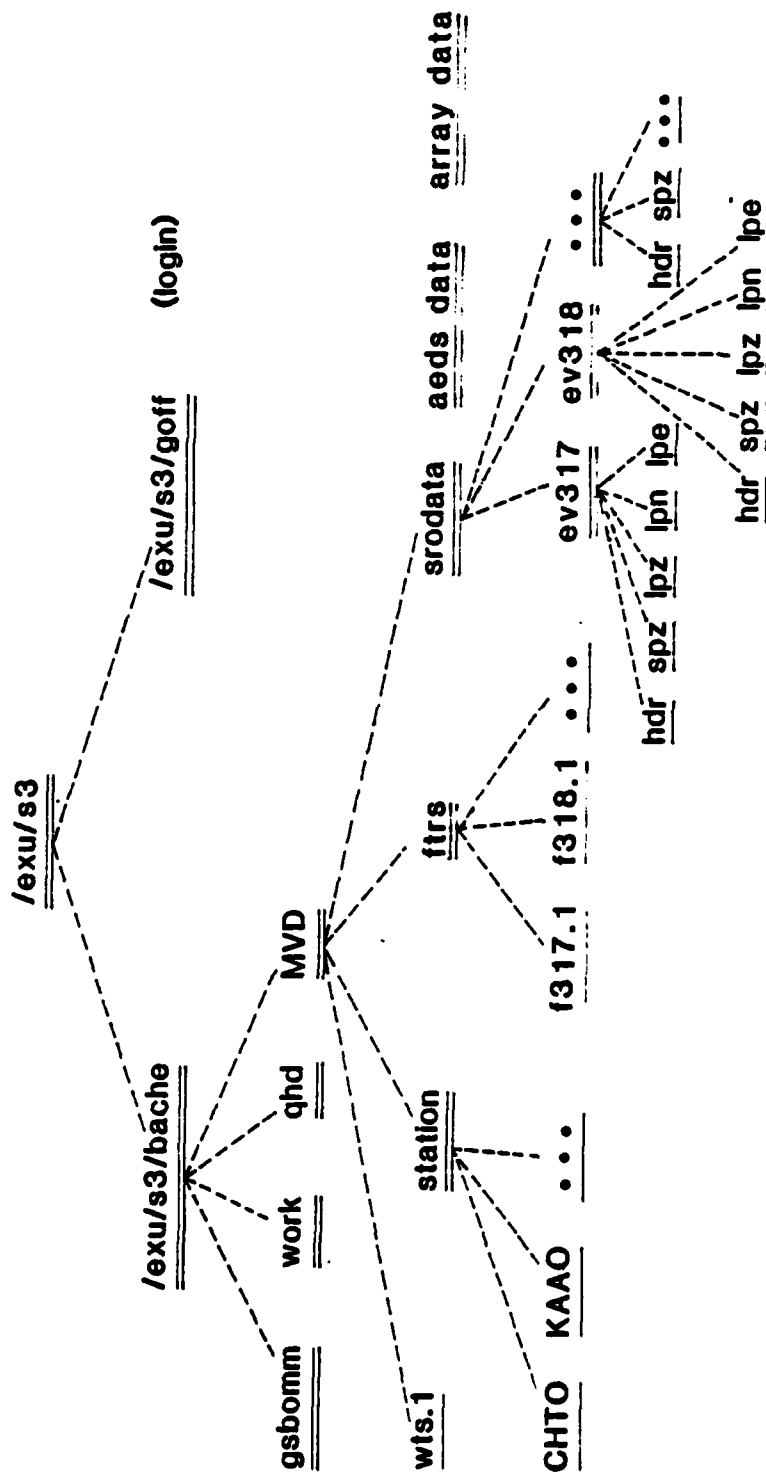 /exu/s3
/exu/s3/bache /exu/s3/goff (login)
gsbomm work qhd MVD
wts.1 station ftrs srodata aeds data array data
CHTO KAAO ••• f317.1 f318.1 ••• ev317 ev318 •••
hdr spz lpz lpn lpe hdr spz •••
hdr spz lpz lpn lpe